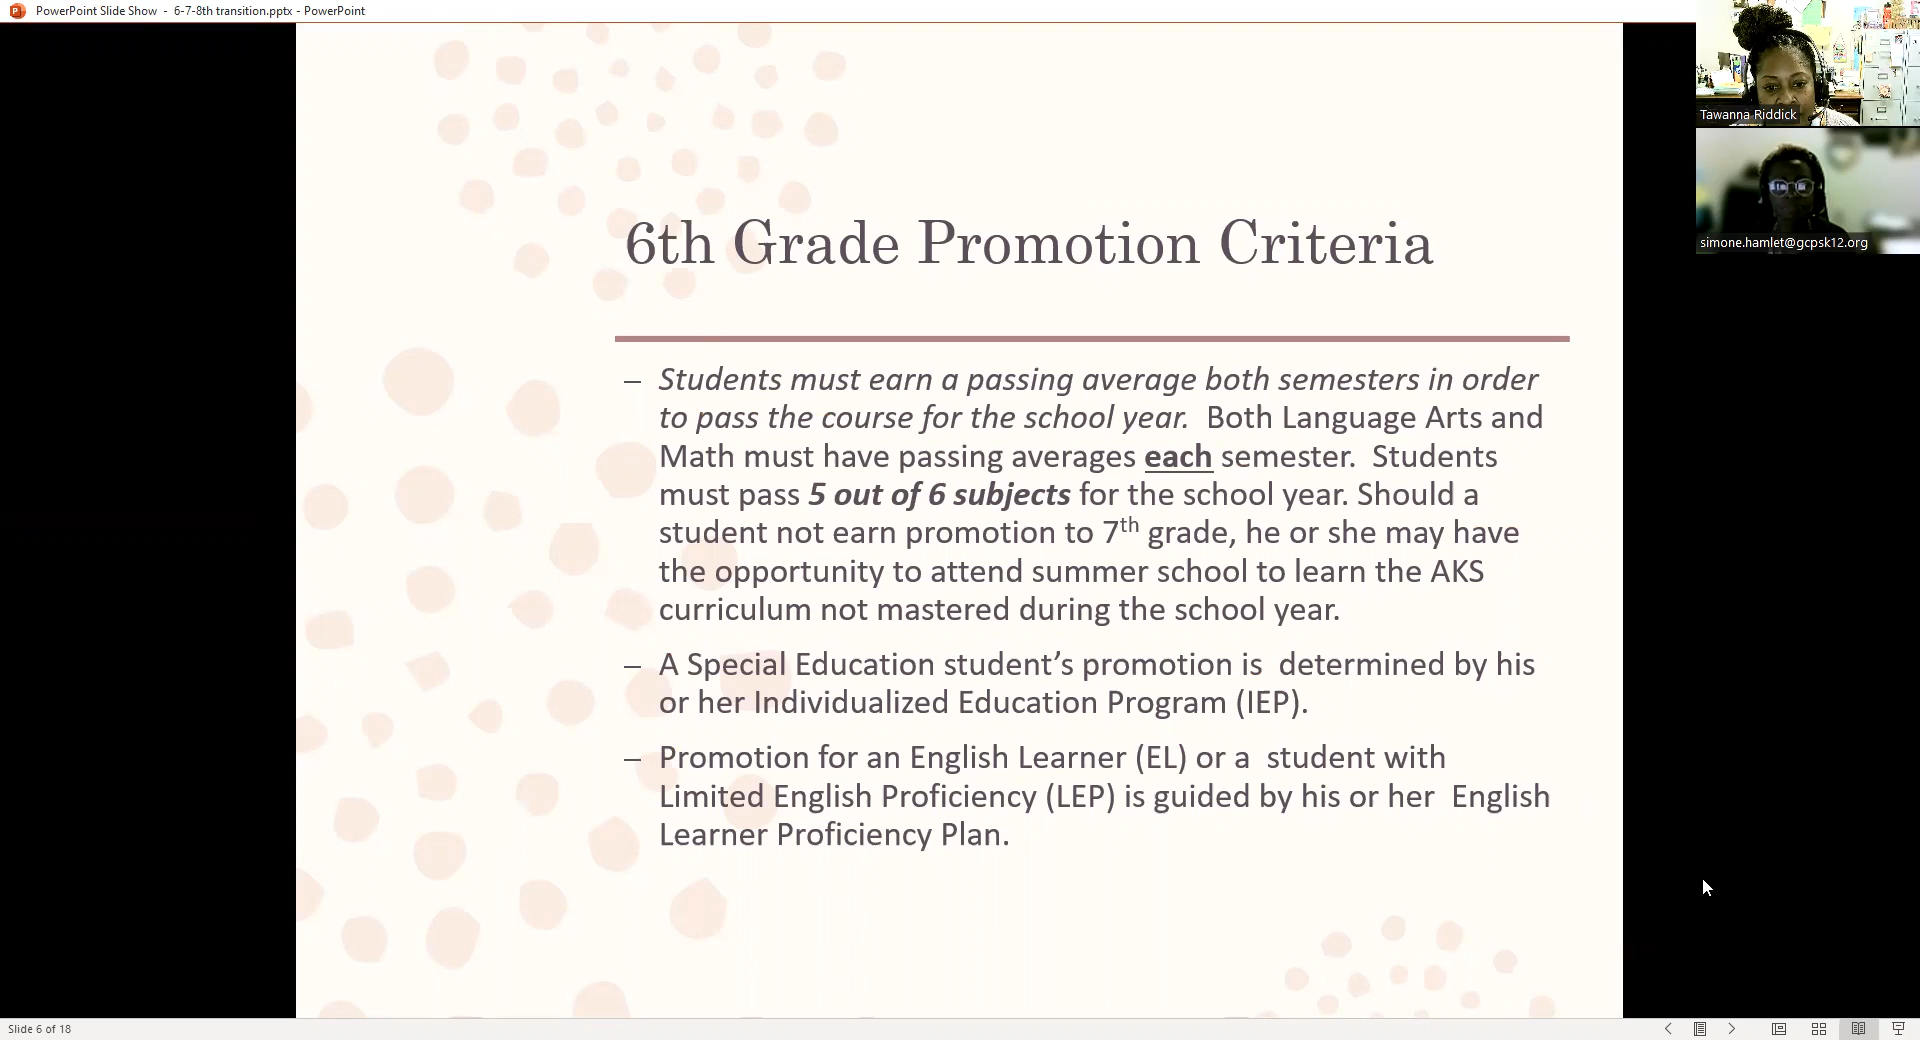 PowerPoint Slide Show - 6-7-8th transition.pptx - PowerPoint
Tawanna Riddick
simone.hamlet@gcpsk12.org
6th Grade Promotion Criteria
– Students must earn a passing average both semesters in order
to pass the course for the school year. Both Language Arts and
Math must have passing averages each semester. Students
must pass 5 out of 6 subjects for the school year. Should a
student not earn promotion to 7th grade, he or she may have
the opportunity to attend summer school to learn the AKS
curriculum not mastered during the school year.
– A Special Education student’s promotion is determined by his
or her Individualized Education Program (IEP).
– Promotion for an English Learner (EL) or a student with
Limited English Proficiency (LEP) is guided by his or her English
Learner Proficiency Plan.
Slide 6 of 18